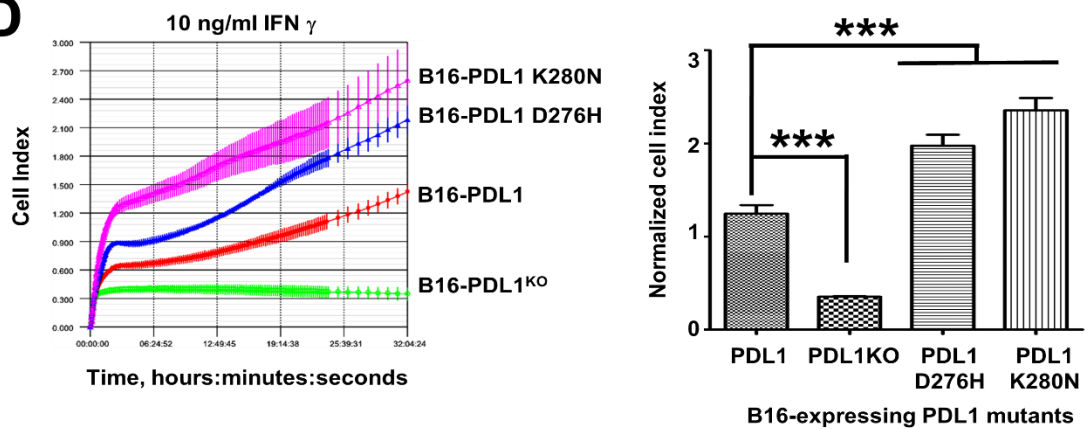 D
10 ng/ml IFN γ
Cell Index
3.000
2.700
2.400
2.100
1.800
1.500
1.200
0.900
0.600
0.300
0.000
00:00:00 06:24:52 12:49:45 19:14:38 25:39:31 32:04:24
Time, hours:minutes:seconds
B16-PDL1 K280N
B16-PDL1 D276H
B16-PDL1
B16-PDL1KO
***
***
Normalized cell index
3
2
1
0
PDL1 PDL1KO PDL1 PDL1
D276H K280N
B16-expressing PDL1 mutants